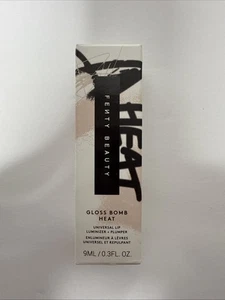 HEAT
FENTY BEAUTY
GLOSS BOMB
HEAT
UNIVERSAL LIP
LUMINIZER + PLUMPER
ENLUMINEUR À LÈVRES
UNIVERSEL ET REPULPANT
9ML / 0.3FL. OZ.